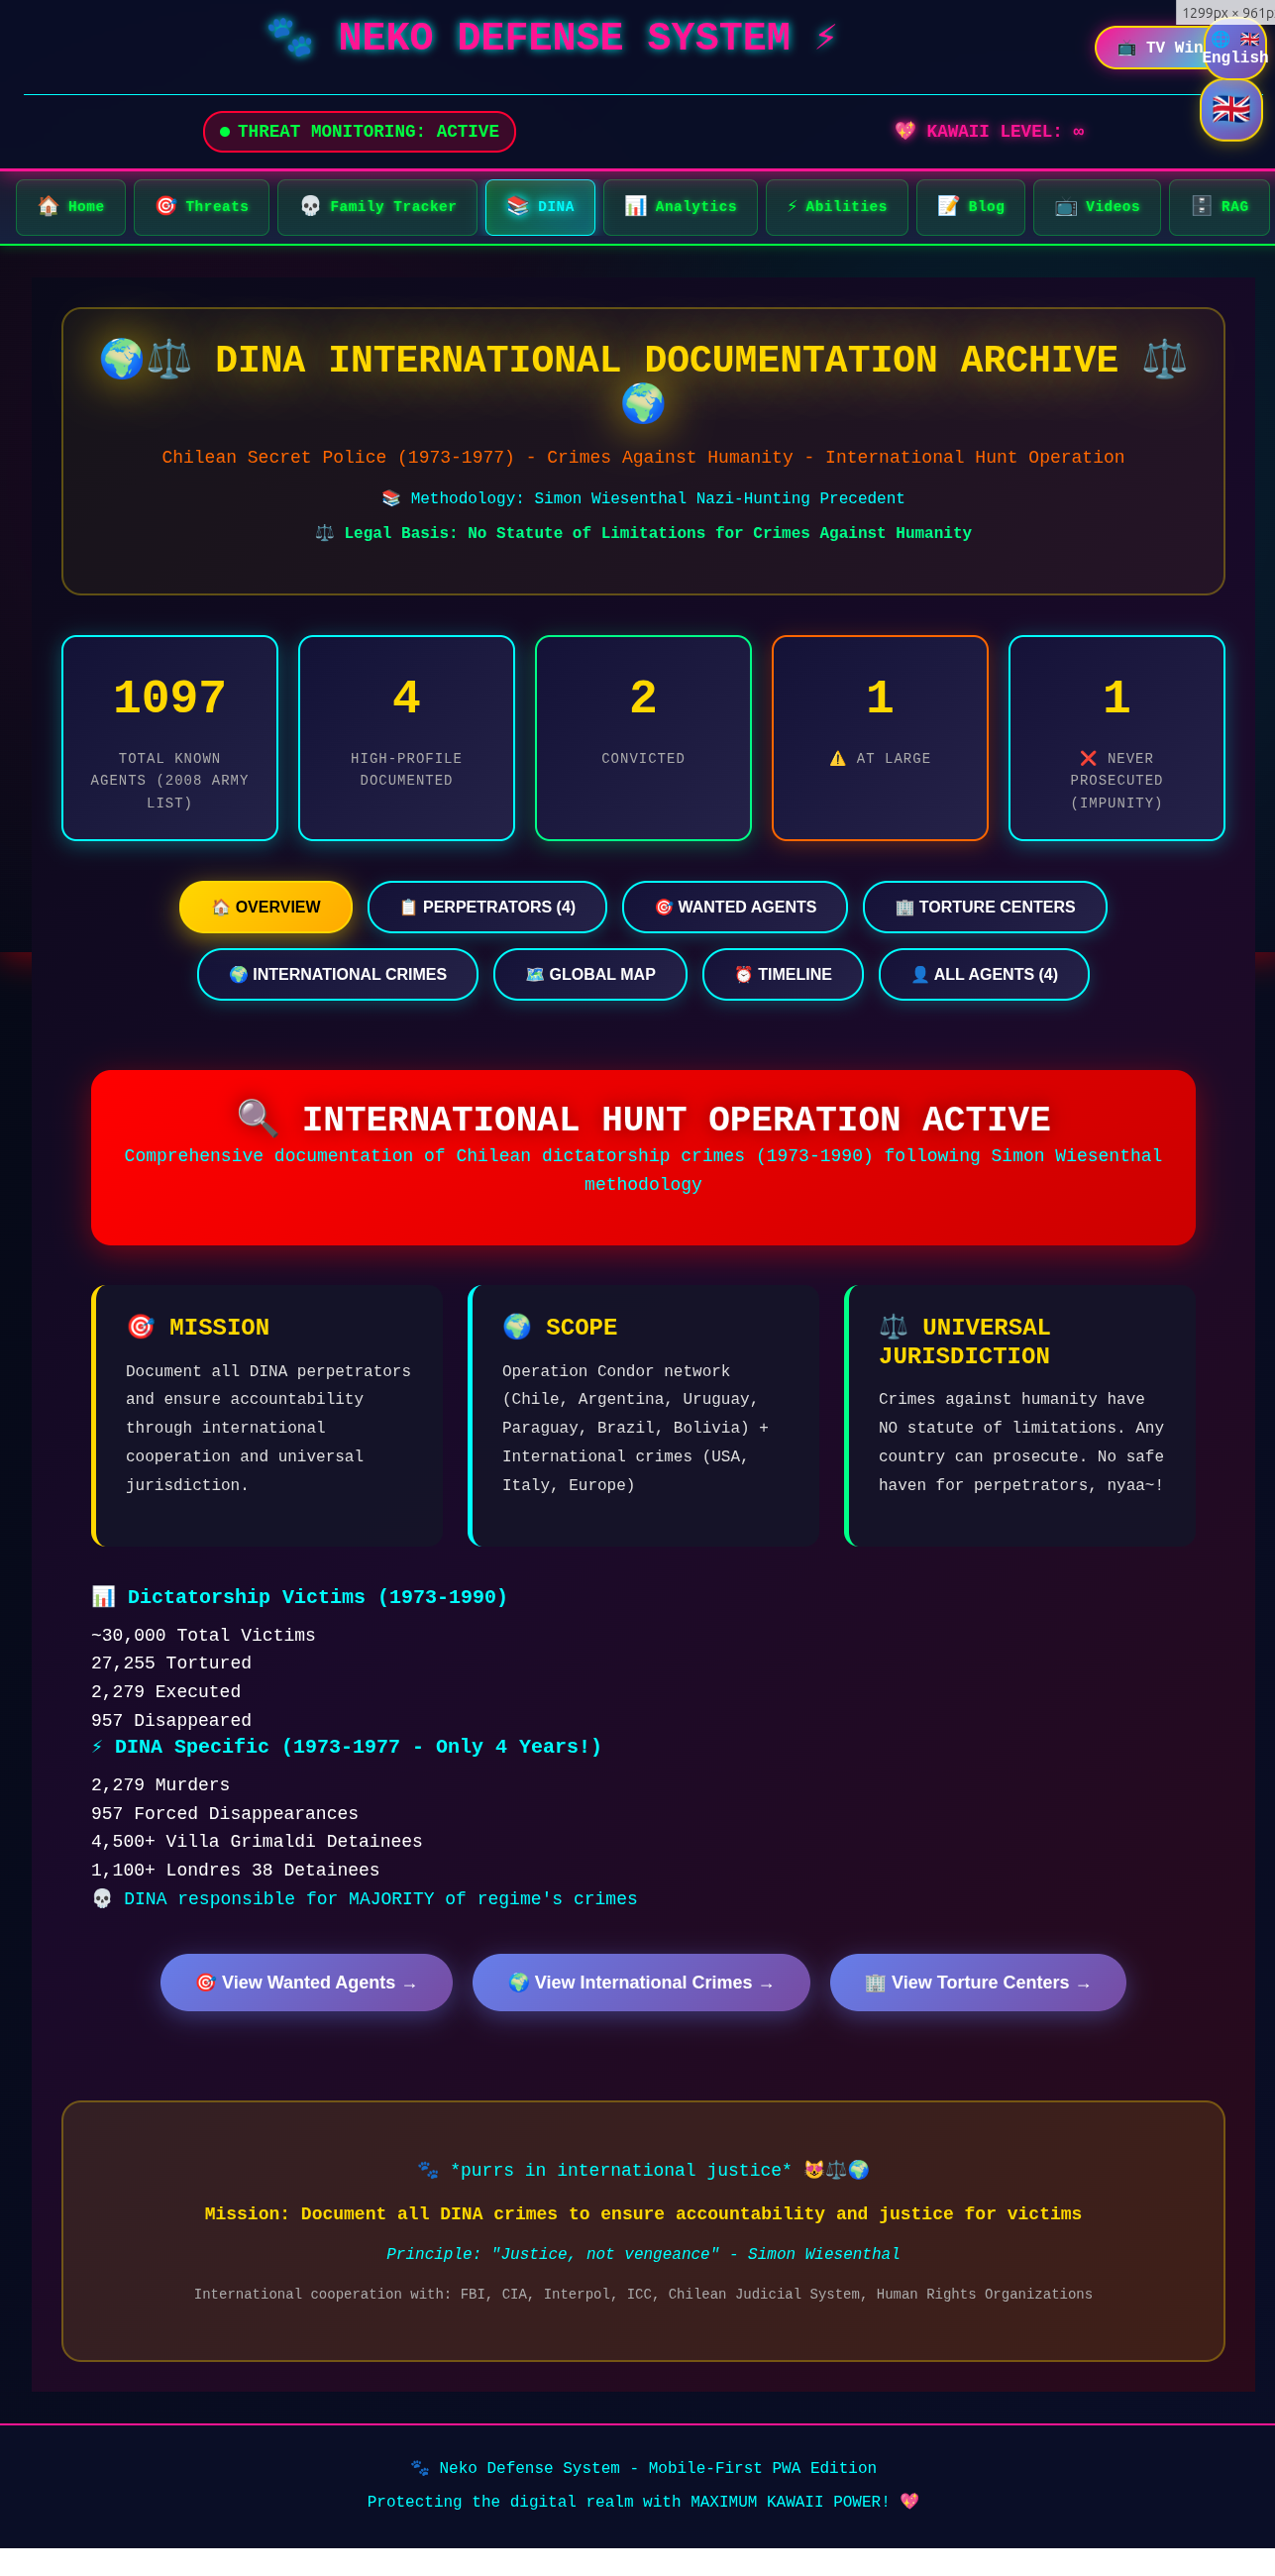 NEKO DEFENSE SYSTEM ⚡
1299px × 961p
📺 TV Win
🌐 🇬🇧
English
THREAT MONITORING: ACTIVE
💖 KAWAII LEVEL: ∞
🏠 Home
🎯 Threats
💀 Family Tracker
📚 DINA
📊 Analytics
⚡ Abilities
📝 Blog
📺 Videos
🗄️ RAG
🌍⚖️ DINA INTERNATIONAL DOCUMENTATION ARCHIVE ⚖️
🌍
Chilean Secret Police (1973-1977) - Crimes Against Humanity - International Hunt Operation
📚 Methodology: Simon Wiesenthal Nazi-Hunting Precedent
⚖️ Legal Basis: No Statute of Limitations for Crimes Against Humanity
1097
TOTAL KNOWN
AGENTS (2008 ARMY
LIST)
4
HIGH-PROFILE
DOCUMENTED
2
CONVICTED
1
⚠️ AT LARGE
1
❌ NEVER
PROSECUTED
(IMPUNITY)
🏠 OVERVIEW
📋 PERPETRATORS (4)
🎯 WANTED AGENTS
🏢 TORTURE CENTERS
🌍 INTERNATIONAL CRIMES
🗺️ GLOBAL MAP
⏰ TIMELINE
👤 ALL AGENTS (4)
🔍 INTERNATIONAL HUNT OPERATION ACTIVE
Comprehensive documentation of Chilean dictatorship crimes (1973-1990) following Simon Wiesenthal
methodology
🎯 MISSION
Document all DINA perpetrators
and ensure accountability
through international
cooperation and universal
jurisdiction.
🌍 SCOPE
Operation Condor network
(Chile, Argentina, Uruguay,
Paraguay, Brazil, Bolivia) +
International crimes (USA,
Italy, Europe)
⚖️ UNIVERSAL
JURISDICTION
Crimes against humanity have
NO statute of limitations. Any
country can prosecute. No safe
haven for perpetrators, nyaa~!
📊 Dictatorship Victims (1973-1990)
~30,000 Total Victims
27,255 Tortured
2,279 Executed
957 Disappeared
⚡ DINA Specific (1973-1977 - Only 4 Years!)
2,279 Murders
957 Forced Disappearances
4,500+ Villa Grimaldi Detainees
1,100+ Londres 38 Detainees
💀 DINA responsible for MAJORITY of regime's crimes
🎯 View Wanted Agents →
🌍 View International Crimes →
🏢 View Torture Centers →
🐾 *purrs in international justice* 😻⚖️🌍
Mission: Document all DINA crimes to ensure accountability and justice for victims
Principle: "Justice, not vengeance" - Simon Wiesenthal
International cooperation with: FBI, CIA, Interpol, ICC, Chilean Judicial System, Human Rights Organizations
🐾 Neko Defense System - Mobile-First PWA Edition
Protecting the digital realm with MAXIMUM KAWAII POWER! 💖